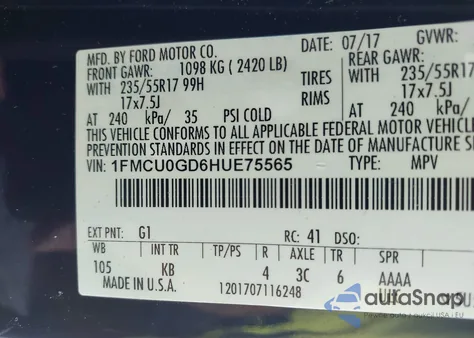 MFD. BY FORD MOTOR CO.
DATE: 07/17 GVWR:
FRONT GAWR: 1098 KG ( 2420 LB)
REAR GAWR:
WITH 235/55R17 99H TIRES WITH 235/55R17
17x7.5J RIMS 17x7.5J
AT 240 kPa/ 35 PSI COLD AT 240 kPa/
THIS VEHICLE CONFORMS TO ALL APPLICABLE FEDERAL MOTOR VEHICLE
PREVENTION STANDARDS IN EFFECT ON THE DATE OF MANUFACTURE
VIN: 1FMCU0GD6HUE75565 TYPE: MPV
EXT PNT: G1 RC: 41 DSO:
WB INT TR TP/PS R AXLE TR SPR
105 KB 4 3C 6 AAAA
MADE IN U.S.A. 1201707116248
autoSnap